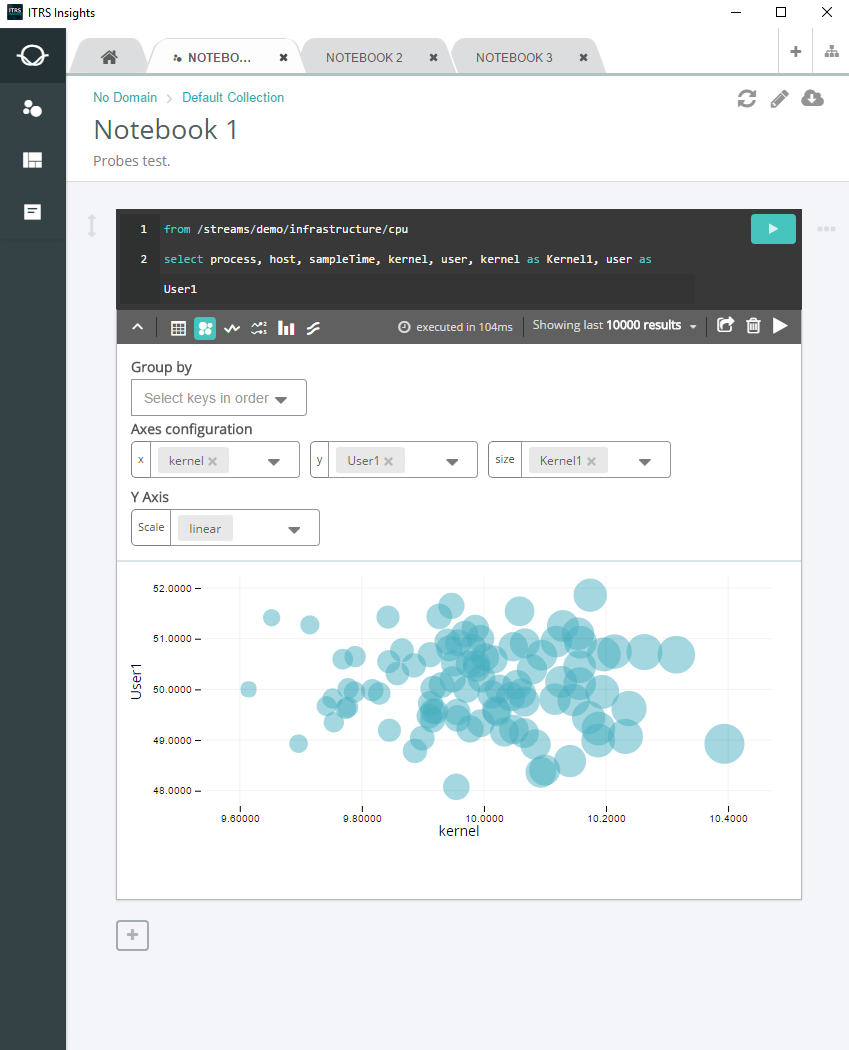 ITRS Insights
NOTEBO...
NOTEBOOK 2
NOTEBOOK 3
No Domain
Default Collection
Notebook 1
Probes test.
1 from /streams/demo/infrastructure/cpu
2 select process, host, sampleTime, kernel, user, kernel as Kernel1, user as
User1
executed in 104ms
Showing last 10000 results
Group by
Select keys in order
Axes configuration
x kernel
y User1
size Kernel1
Y Axis
Scale linear
52.0000
51.0000
50.0000
49.0000
48.0000
User1
9.60000 9.80000 10.0000 10.2000 10.4000
kernel